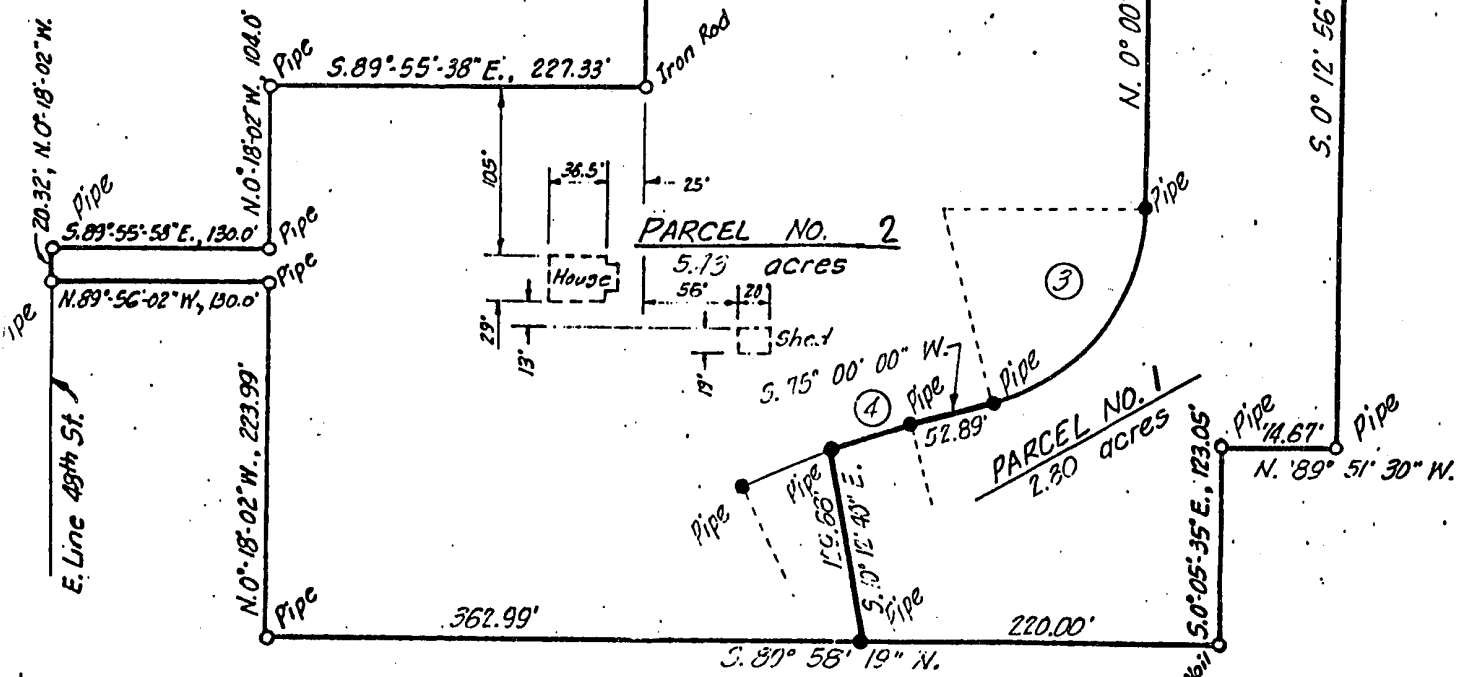 20.32', N.0°-18'-02" W.
N.0°-18'-02" W. 104.0'
Pipe
S.89°-55'-38" E., 227.33'
Iron Rod
N. 0° 00'
S. 0° 12' 56"
Pipe
S.89°-55'-58" E., 130.0'
Pipe
N.89°-56'-02" W., 130.0'
Pipe
105'
36.5'
25'
PARCEL NO. 2
5.13 acres
House
56'
20'
29'
13'
19'
Shed
Pipe
3
S. 75° 00' 00" W.
4
Pipe
Pipe
52.89'
PARCEL NO. 1
2.30 acres
E. Line 49th St.
N.0°-18'-02" W., 223.99'
Pipe
Pipe
Pipe
Pipe
S.0°-05'-35" E., 123.05'
Pipe
74.67'
Pipe
N. 89° 51' 30" W.
Pipe
362.99'
220.00'
58' 19"
Nail